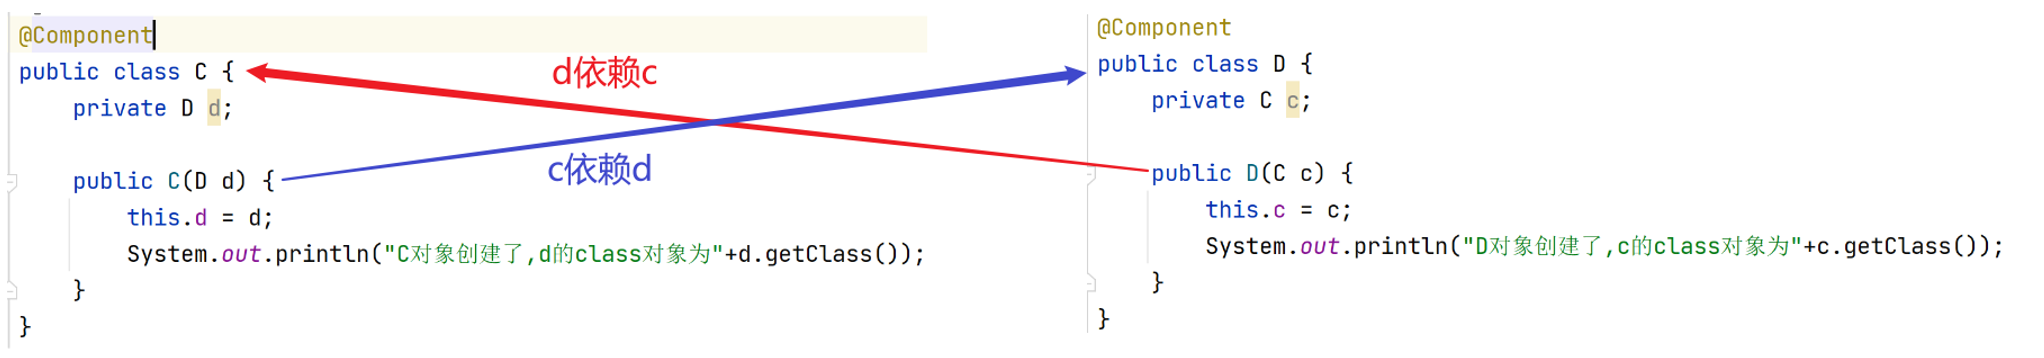 @Component
public class C {
    private D d;
    public C(D d) {
        this.d = d;
        System.out.println("C对象创建了,d的class对象为"+d.getClass());
    }
}
d依赖c
c依赖d
@Component
public class D {
    private C c;
    public D(C c) {
        this.c = c;
        System.out.println("D对象创建了,c的class对象为"+c.getClass());
    }
}